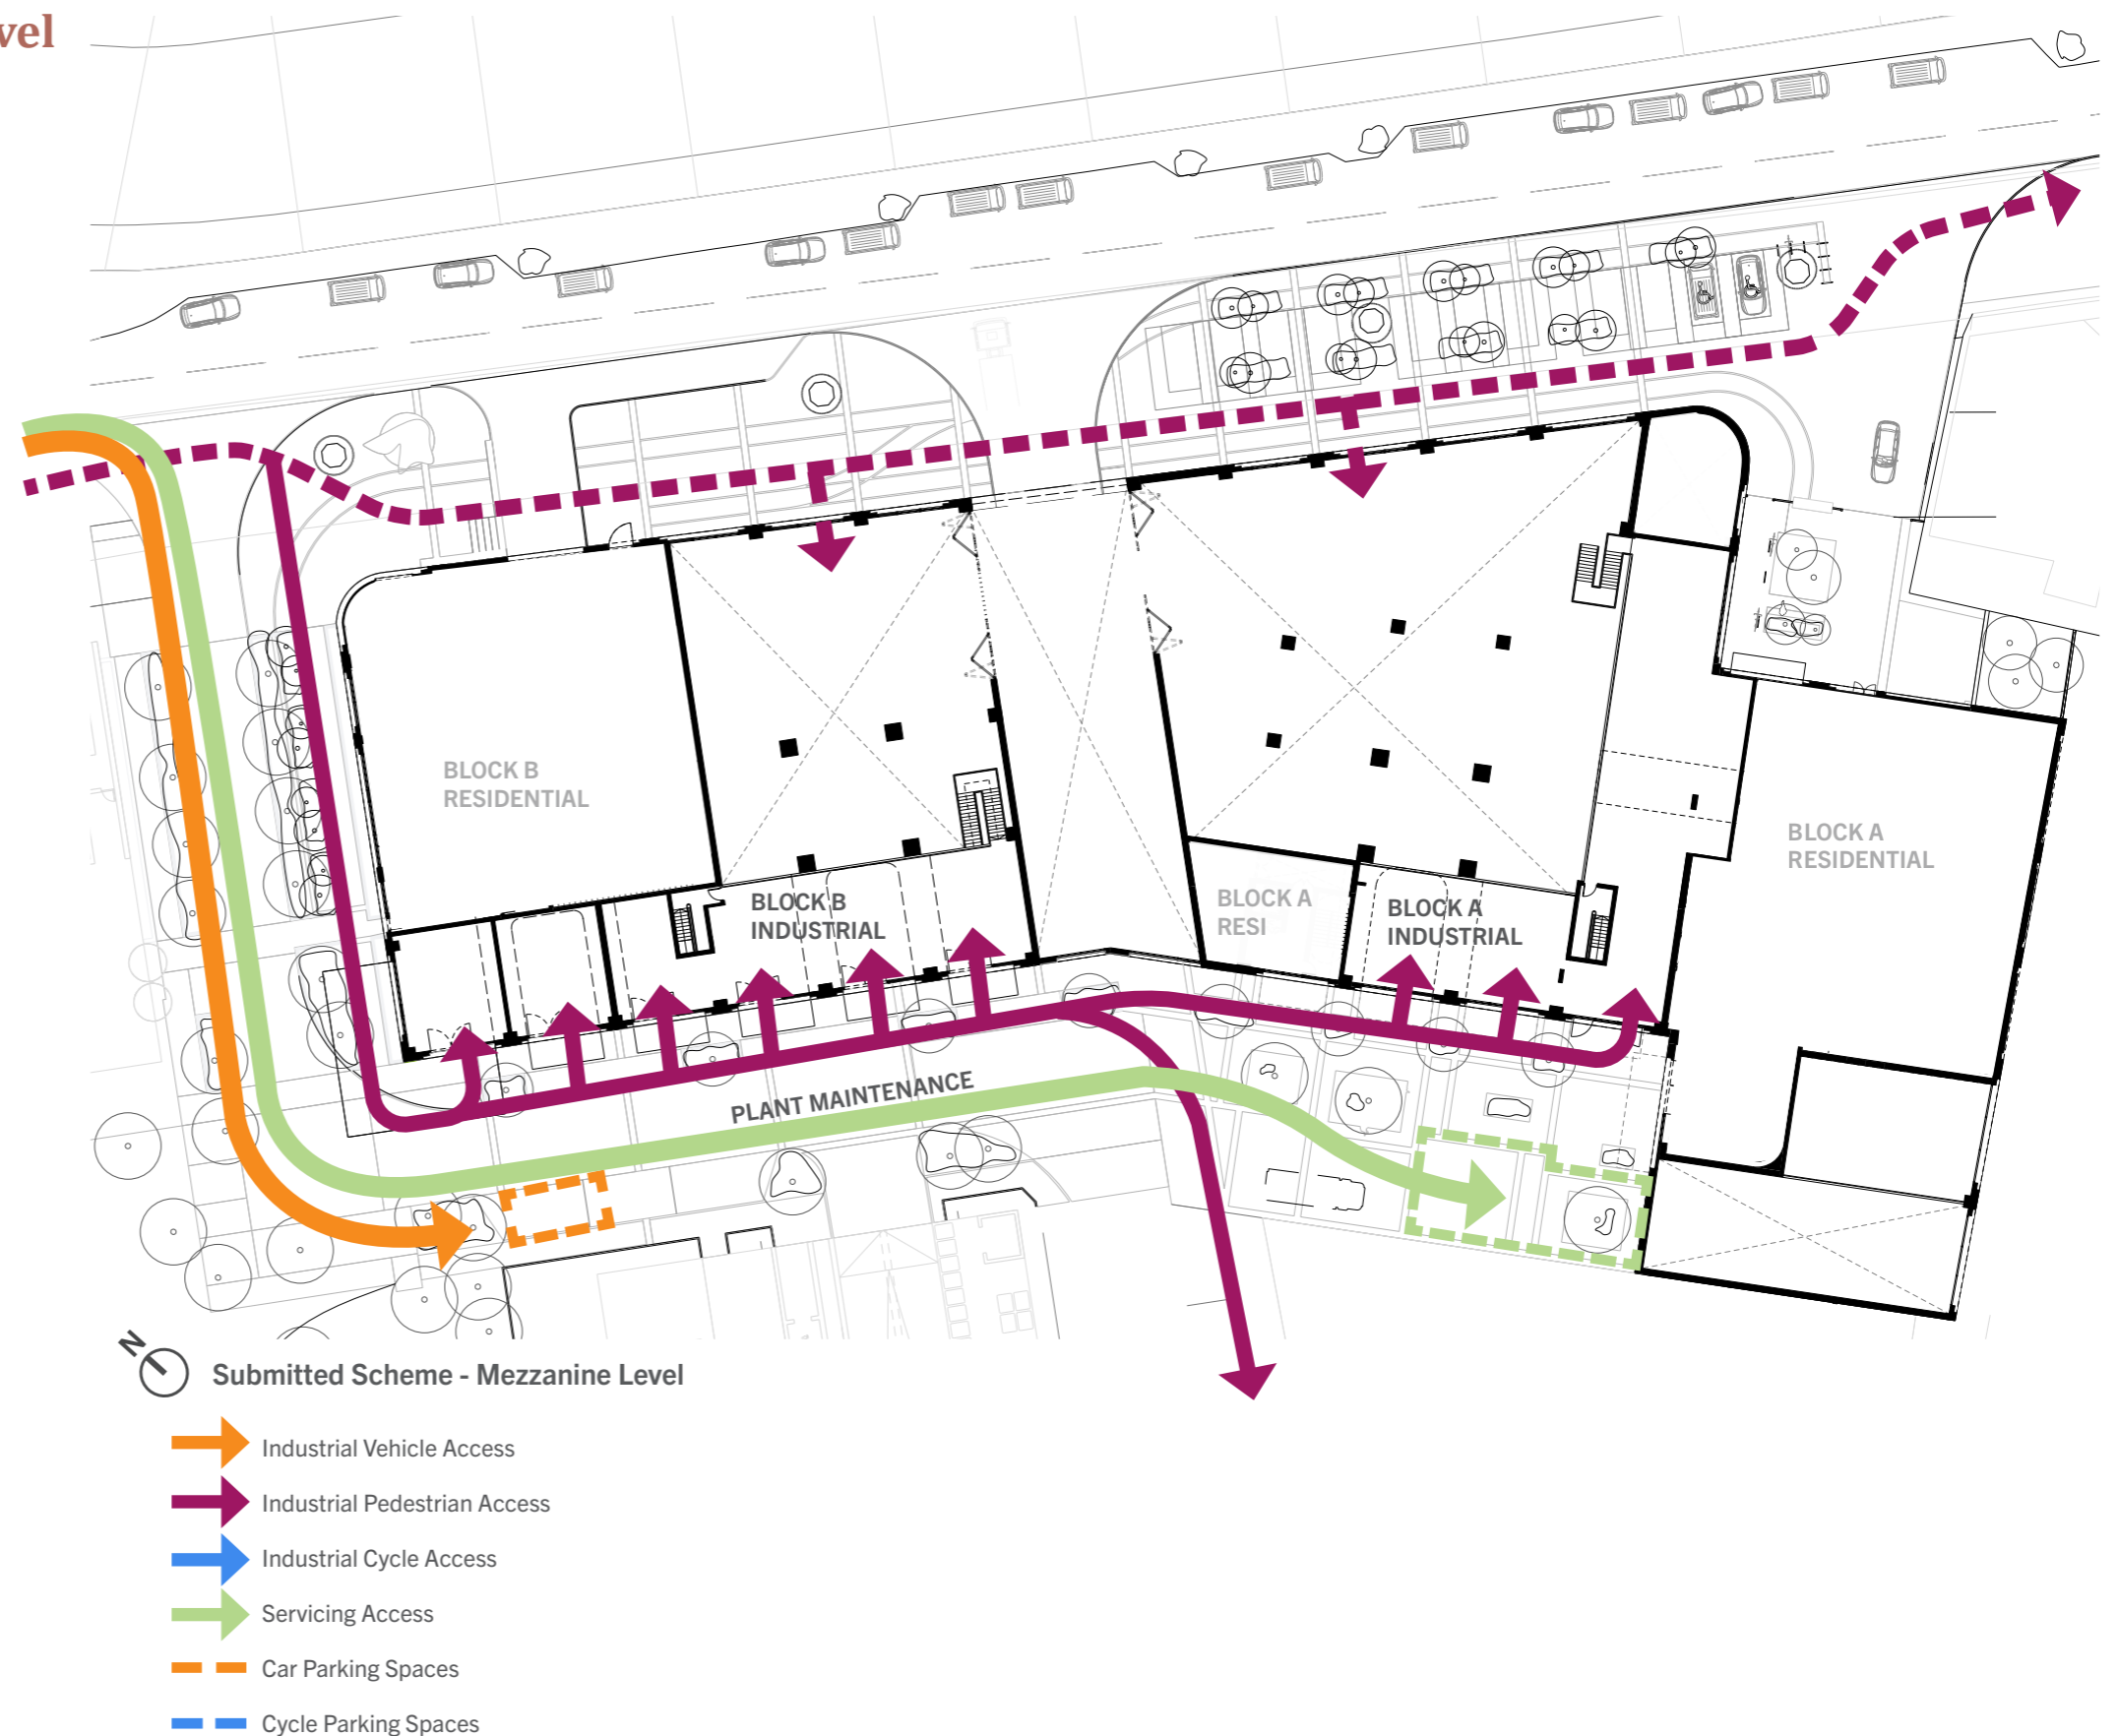 vel
BLOCK B
RESIDENTIAL
BLOCK A
RESIDENTIAL
BLOCK B
INDUSTRIAL
BLOCK A
RESI
BLOCK A
INDUSTRIAL
PLANT MAINTENANCE
N
Submitted Scheme - Mezzanine Level
Industrial Vehicle Access
Industrial Pedestrian Access
Industrial Cycle Access
Servicing Access
Car Parking Spaces
Cycle Parking Spaces